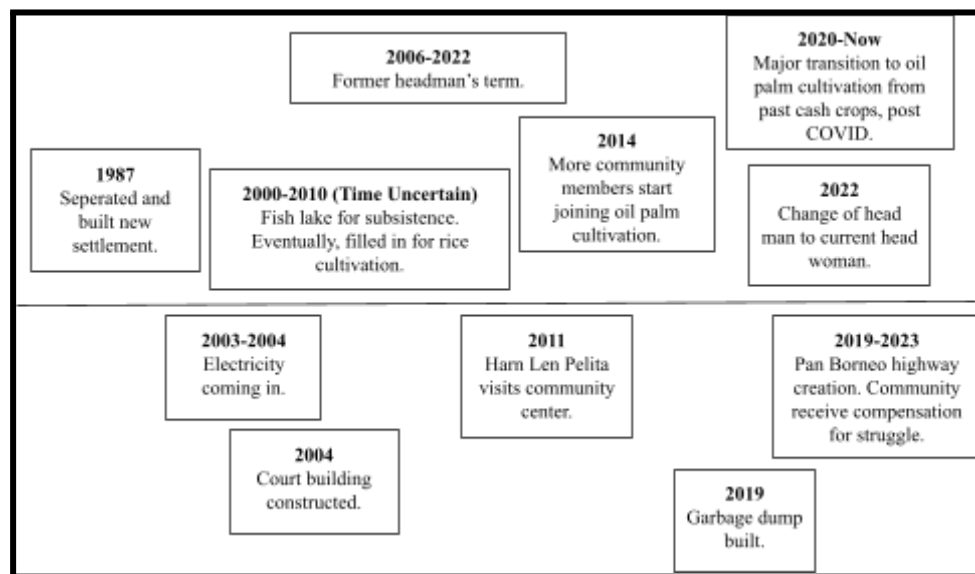 2006-2022
Former headman's term.
2020-Now
Major transition to oil
palm cultivation from
past cash crops, post
COVID.
1987
Seperated and
built new
settlement.
2000-2010 (Time Uncertain)
Fish lake for subsistence.
Eventually, filled in for rice
cultivation.
2014
More community
members start
joining oil palm
cultivation.
2022
Change of head
man to current head
woman.
2003-2004
Electricity
coming in.
2004
Court building
constructed.
2011
Harn Len Pelita
visits community
center.
2019
Garbage dump
built.
2019-2023
Pan Borneo highway
creation. Community
receive compensation
for struggle.